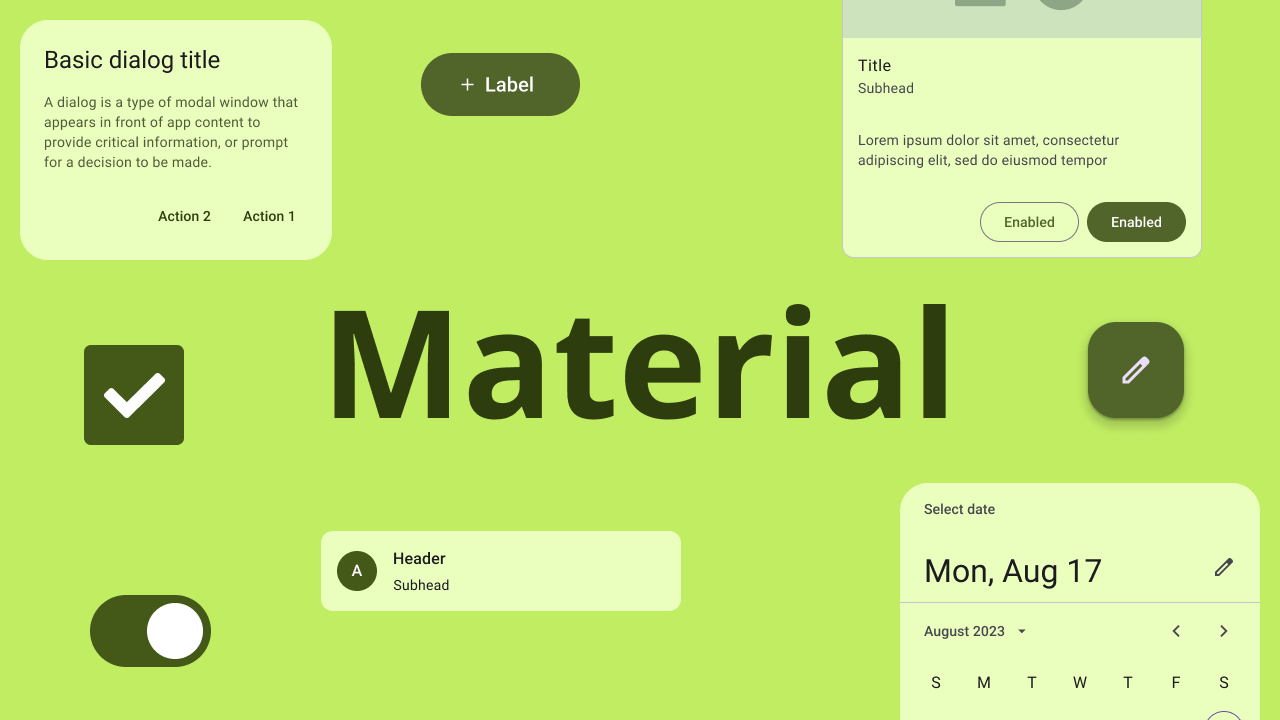 Basic dialog title
A dialog is a type of modal window that
appears in front of app content to
provide critical information, or prompt
for a decision to be made.
Action 2 Action 1
+ Label
Title
Subhead
Lorem ipsum dolor sit amet, consectetur
adipiscing elit, sed do eiusmod tempor
Enabled Enabled
Material
A
Header
Subhead
Select date
Mon, Aug 17
August 2023
S M T W T F S